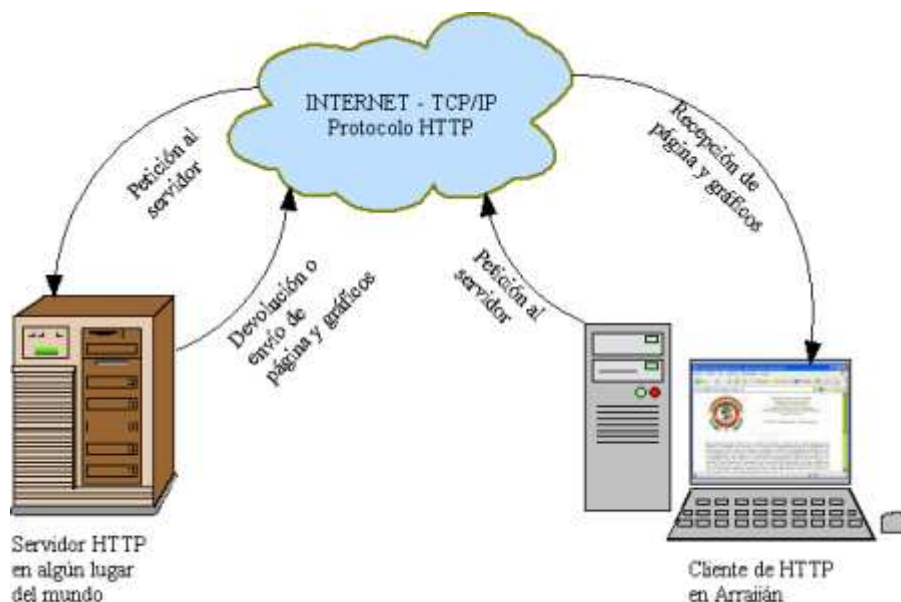 INTERNET - TCP/IP
Protocolo HTTP
Petición al
servidor
Devolución o
envío de
página y gráficos
Petición al
servidor
Recepción de
página y gráficos
Servidor HTTP
en algún lugar
del mundo
Cliente de HTTP
en Arraiján